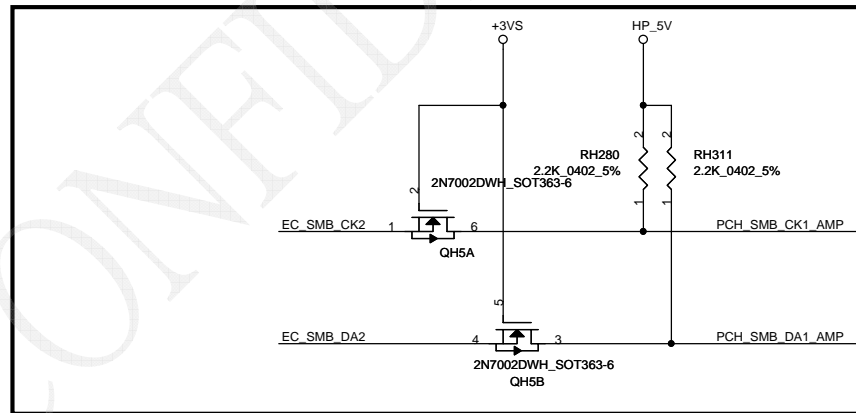 +3VS
HP_5V
RH280
2.2K_0402_5%
RH311
2.2K_0402_5%
2
2
1
1
2
2N7002DWH_SOT363-6
EC_SMB_CK2
1
6
PCH_SMB_CK1_AMP
QH5A
5
EC_SMB_DA2
4
3
PCH_SMB_DA1_AMP
2N7002DWH_SOT363-6
QH5B
CONFID